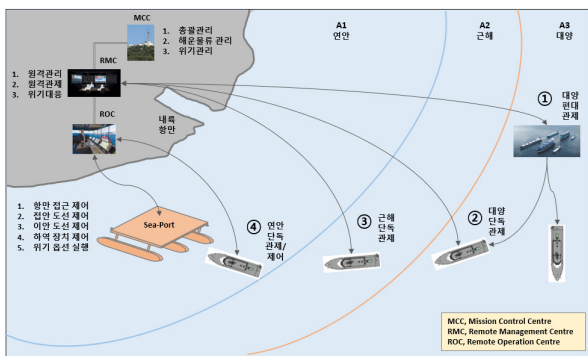 MCC
1. 총괄관리
2. 해운물류 관리
3. 위기관리
RMC
1. 원격관리
2. 원격관제
3. 위기대응
ROC
내륙
항만
A1
연안
A2
근해
A3
대양
① 대양
편대
관제
② 대양
단독
관제
③ 근해
단독
관제
④ 연안
단독
관제/
제어
1. 항만 접근 제어
2. 접안 도선 제어
3. 이안 도선 제어
4. 하역 장치 제어
5. 위기 옵션 실행
Sea-Port
MCC, Mission Control Centre
RMC, Remote Management Centre
ROC, Remote Operation Centre